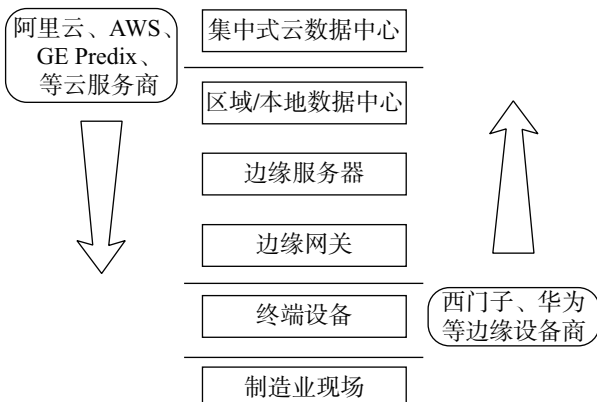 阿里云、AWS、
GE Predix、
等云服务商
集中式云数据中心
区域/本地数据中心
边缘服务器
边缘网关
终端设备
制造业现场
西门子、华为
等边缘设备商